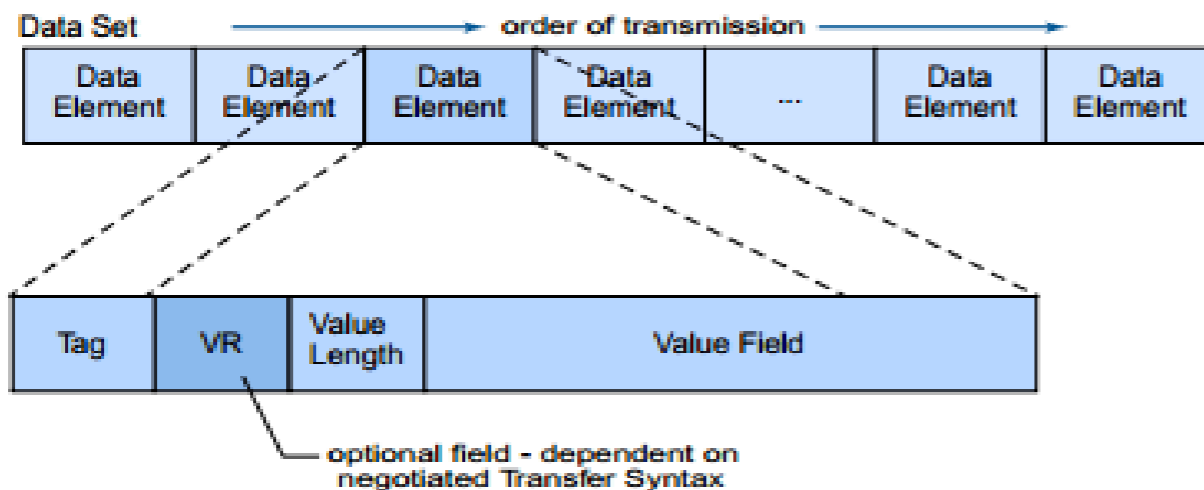 Data Set
order of transmission
Data
Element
Data
Element
Data
Element
Data
Element
...
Data
Element
Data
Element
Tag
VR
Value
Length
Value Field
optional field - dependent on
negotiated Transfer Syntax